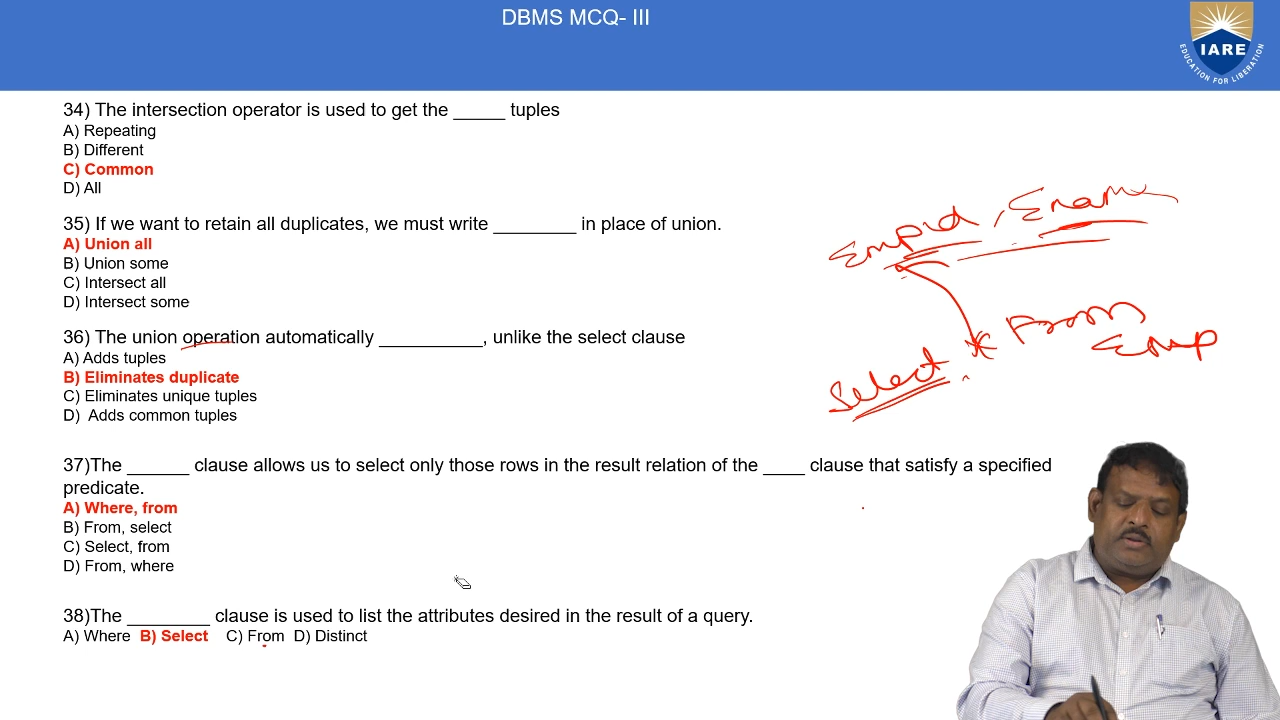 DBMS MCQ- III
IARE
EDUCATION FOR LIBERATION
34) The intersection operator is used to get the _____ tuples
A) Repeating
B) Different
C) Common
D) All
35) If we want to retain all duplicates, we must write ________ in place of union.
A) Union all
B) Union some
C) Intersect all
D) Intersect some
36) The union operation automatically __________, unlike the select clause
A) Adds tuples
B) Eliminates duplicate
C) Eliminates unique tuples
D)  Adds common tuples
Empid, Ename
Select * From
Emp
37)The ______ clause allows us to select only those rows in the result relation of the ____ clause that satisfy a specified
predicate.
A) Where, from
B) From, select
C) Select, from
D) From, where
38)The ________ clause is used to list the attributes desired in the result of a query.
A) Where  B) Select    C) From  D) Distinct